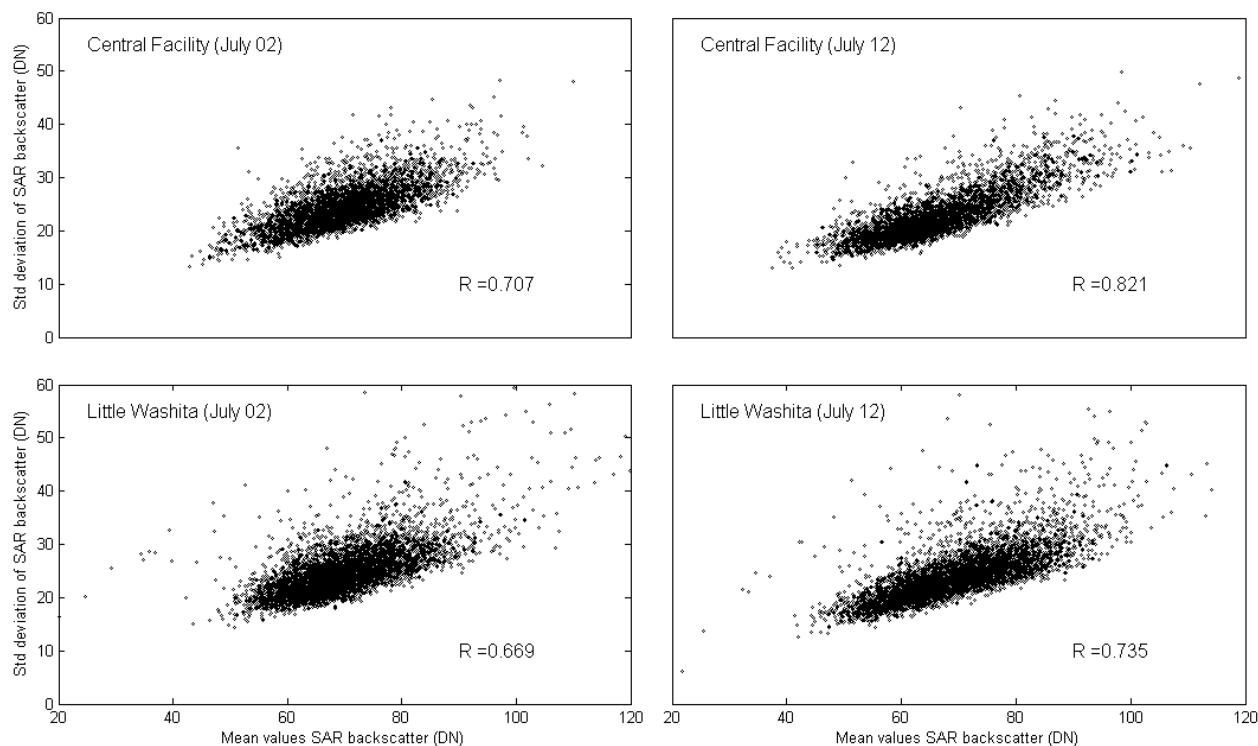 60
50
40
30
20
10
0
Std deviation of SAR backscatter (DN)
Central Facility (July 02)
R =0.707
Central Facility (July 12)
R =0.821
60
50
40
30
20
10
0
Std deviation of SAR backscatter (DN)
Little Washita (July 02)
R =0.669
20 40 60 80 100 120
Mean values SAR backscatter (DN)
Little Washita (July 12)
R =0.735
20 40 60 80 100 120
Mean values SAR backscatter (DN)